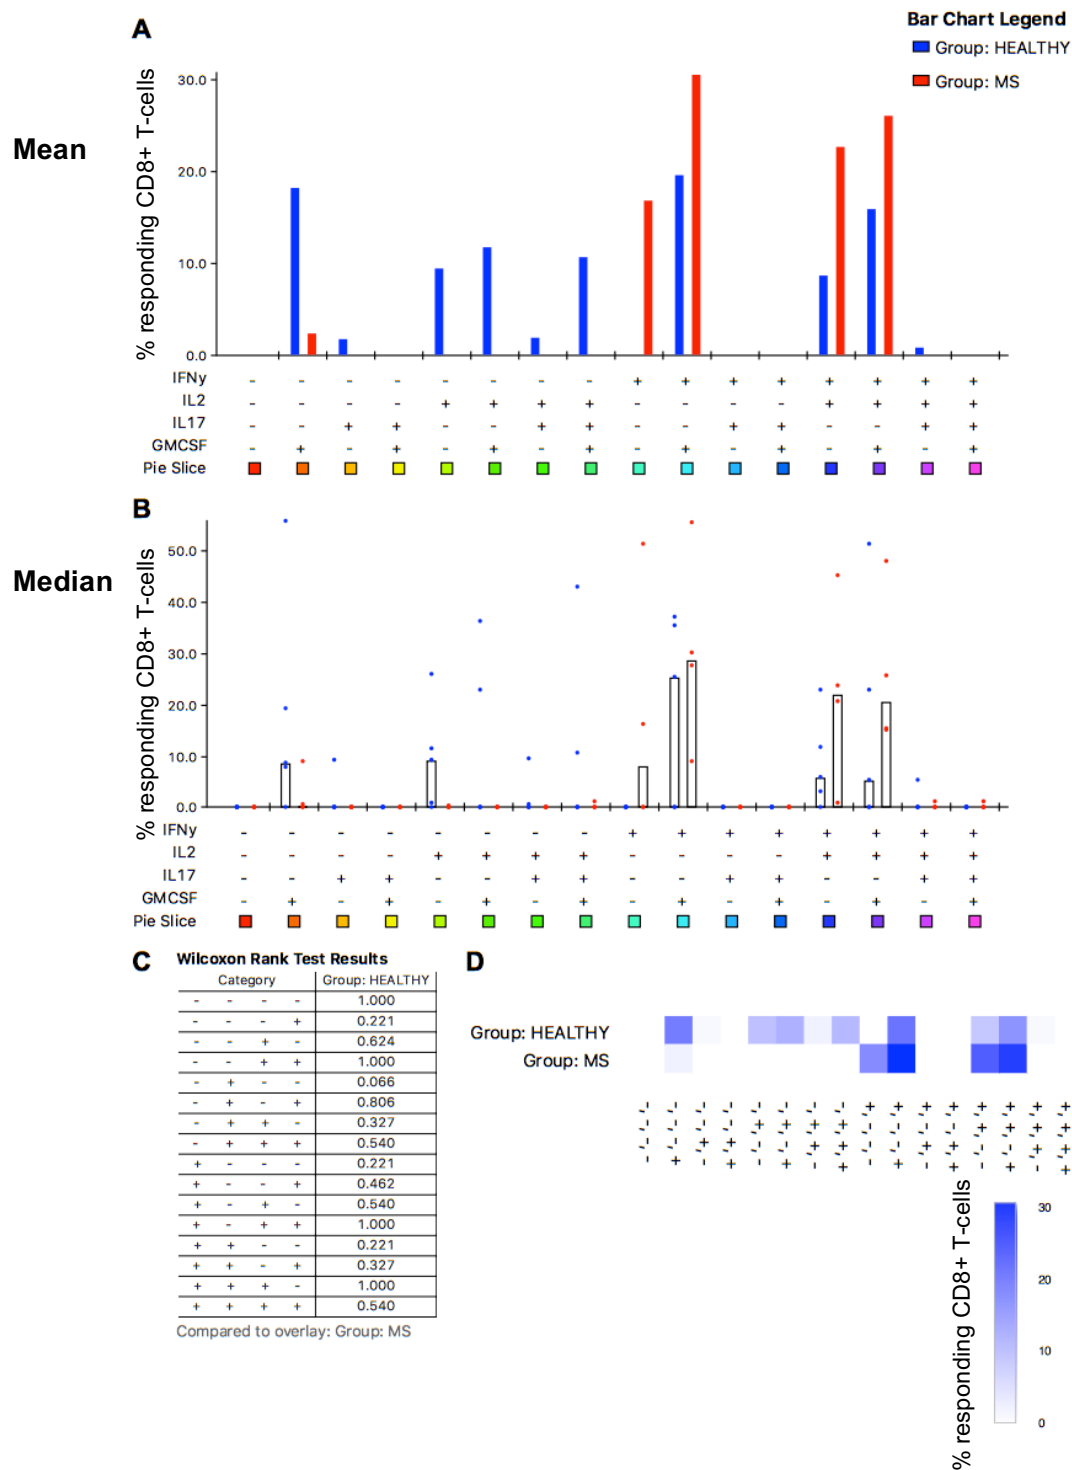 A
Bar Chart Legend
Group: HEALTHY
Group: MS
Mean
% responding CD8+ T-cells
30.0
20.0
10.0
0.0
IFNy - - - - - - - - + + + + + + + +
IL2 - - - - + + + + - - - - + + + +
IL17 - - + + - - + + - - + + - - + +
GMCSF - + - + - + - + - + - + - + - +
Pie Slice
B
Median
% responding CD8+ T-cells
50.0
40.0
30.0
20.0
10.0
0.0
IFNy - - - - - - - - + + + + + + + +
IL2 - - - - + + + + - - - - + + + +
IL17 - - + + - - + + - - + + - - + +
GMCSF - + - + - + - + - + - + - + - +
Pie Slice
C Wilcoxon Rank Test Results
Category Group: HEALTHY
- - - - 1.000
- - - + 0.221
- - + - 0.624
- - + + 1.000
- + - - 0.066
- + - + 0.806
- + + - 0.327
- + + + 0.540
+ - - - 0.221
+ - - + 0.462
+ - + - 0.540
+ - + + 1.000
+ + - - 0.221
+ + - + 0.327
+ + + - 1.000
+ + + + 0.540
Compared to overlay: Group: MS
D
Group: HEALTHY
Group: MS
-,-,-,-
-,-,-,+
-,-,+,-
-,-,+,+
-,+,-,-
-,+,-,+
-,+,+,-
-,+,+,+
+,-,-,-
+,-,-,+
+,-,+,-
+,-,+,+
+,+,-,-
+,+,-,+
+,+,+,-
+,+,+,+
% responding CD8+ T-cells
30
20
10
0